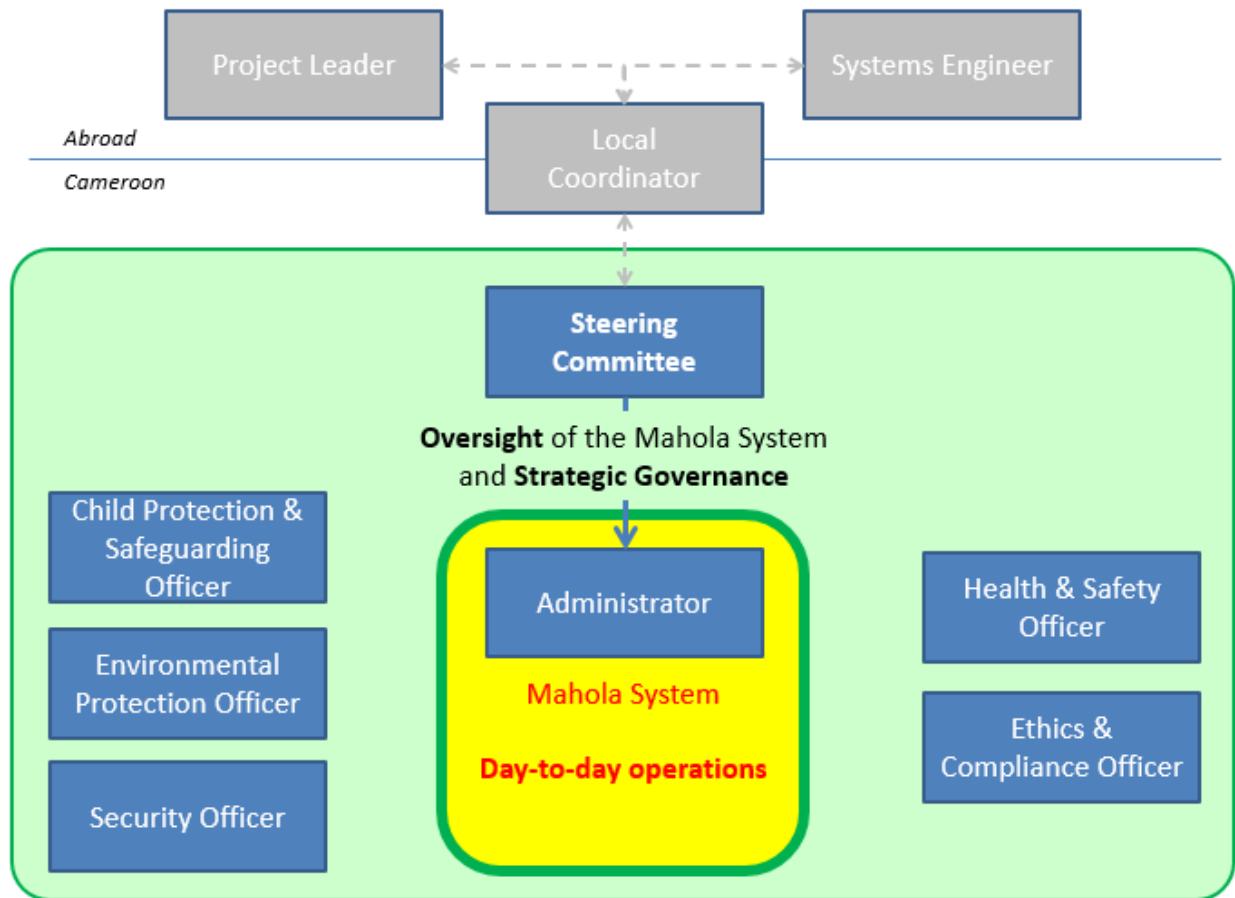 Project Leader
Systems Engineer
Abroad
Local
Coordinator
Cameroon
Steering
Committee
Oversight of the Mahola System
and Strategic Governance
Child Protection &
Safeguarding
Officer
Environmental
Protection Officer
Security Officer
Administrator
Mahola System
Day-to-day operations
Health & Safety
Officer
Ethics &
Compliance Officer